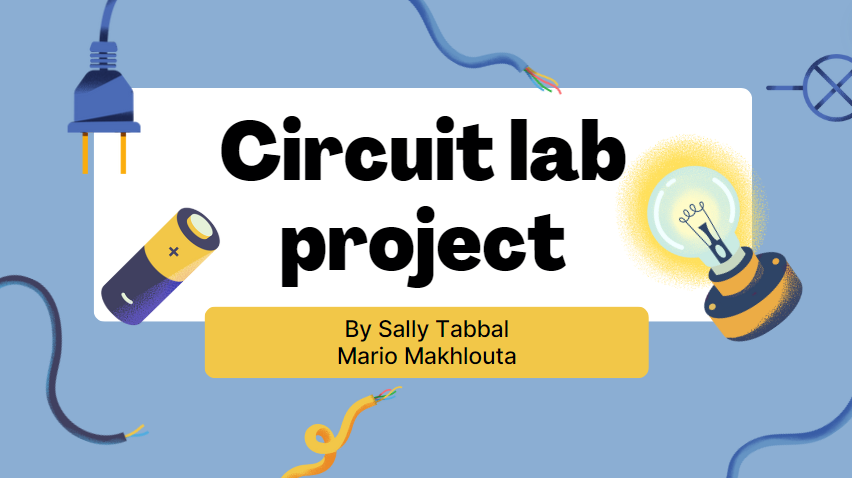 Circuit lab
project
By Sally Tabbal
Mario Makhlouta